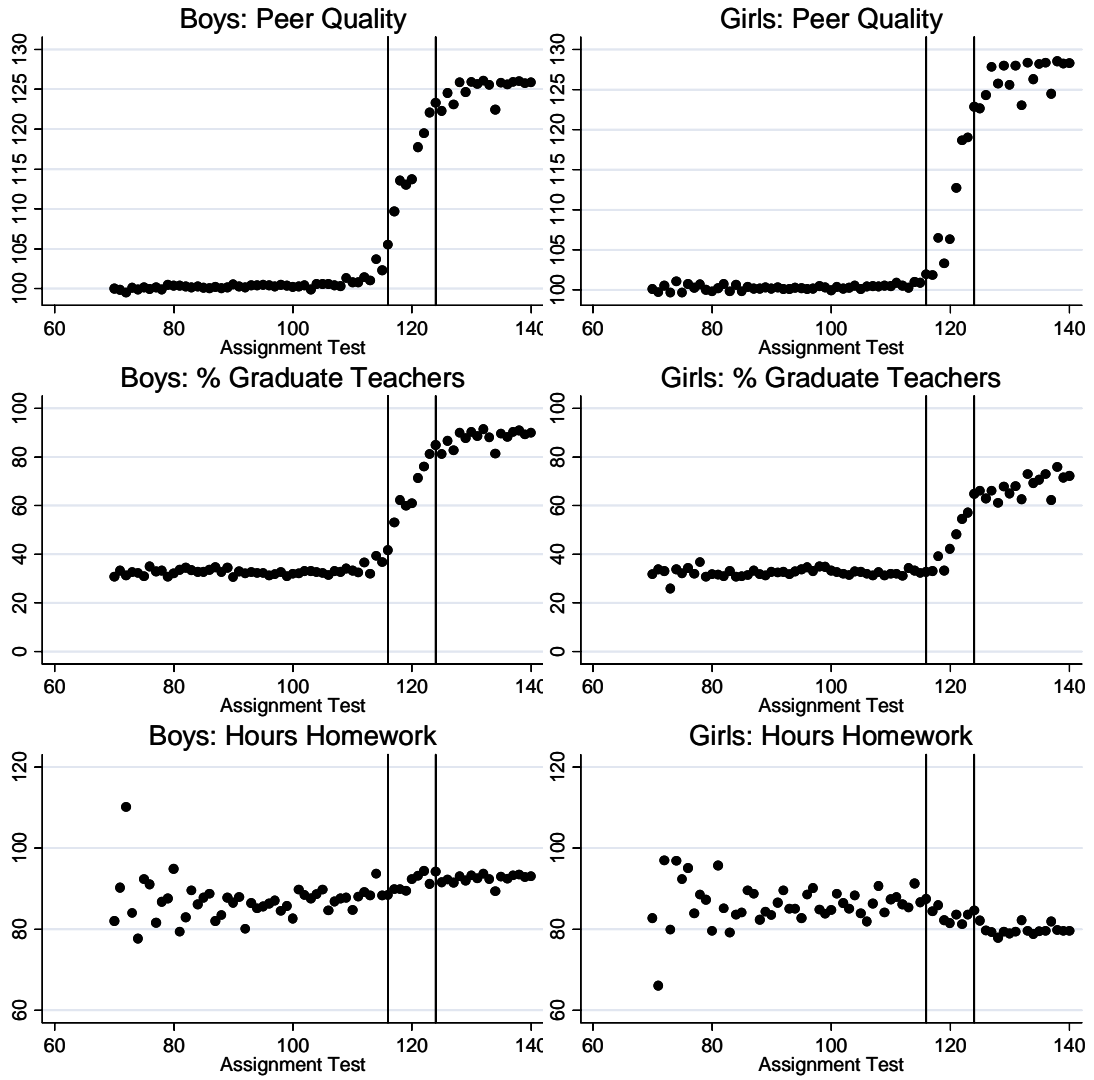 Boys: Peer Quality
130
125
120
115
110
105
100
60 80 100 120 140
Assignment Test
Girls: Peer Quality
130
125
120
115
110
105
100
60 80 100 120 140
Assignment Test
Boys: % Graduate Teachers
100
80
60
40
20
0
60 80 100 120 140
Assignment Test
Girls: % Graduate Teachers
100
80
60
40
20
0
60 80 100 120 140
Assignment Test
Boys: Hours Homework
120
100
80
60
60 80 100 120 140
Assignment Test
Girls: Hours Homework
120
100
80
60
60 80 100 120 140
Assignment Test